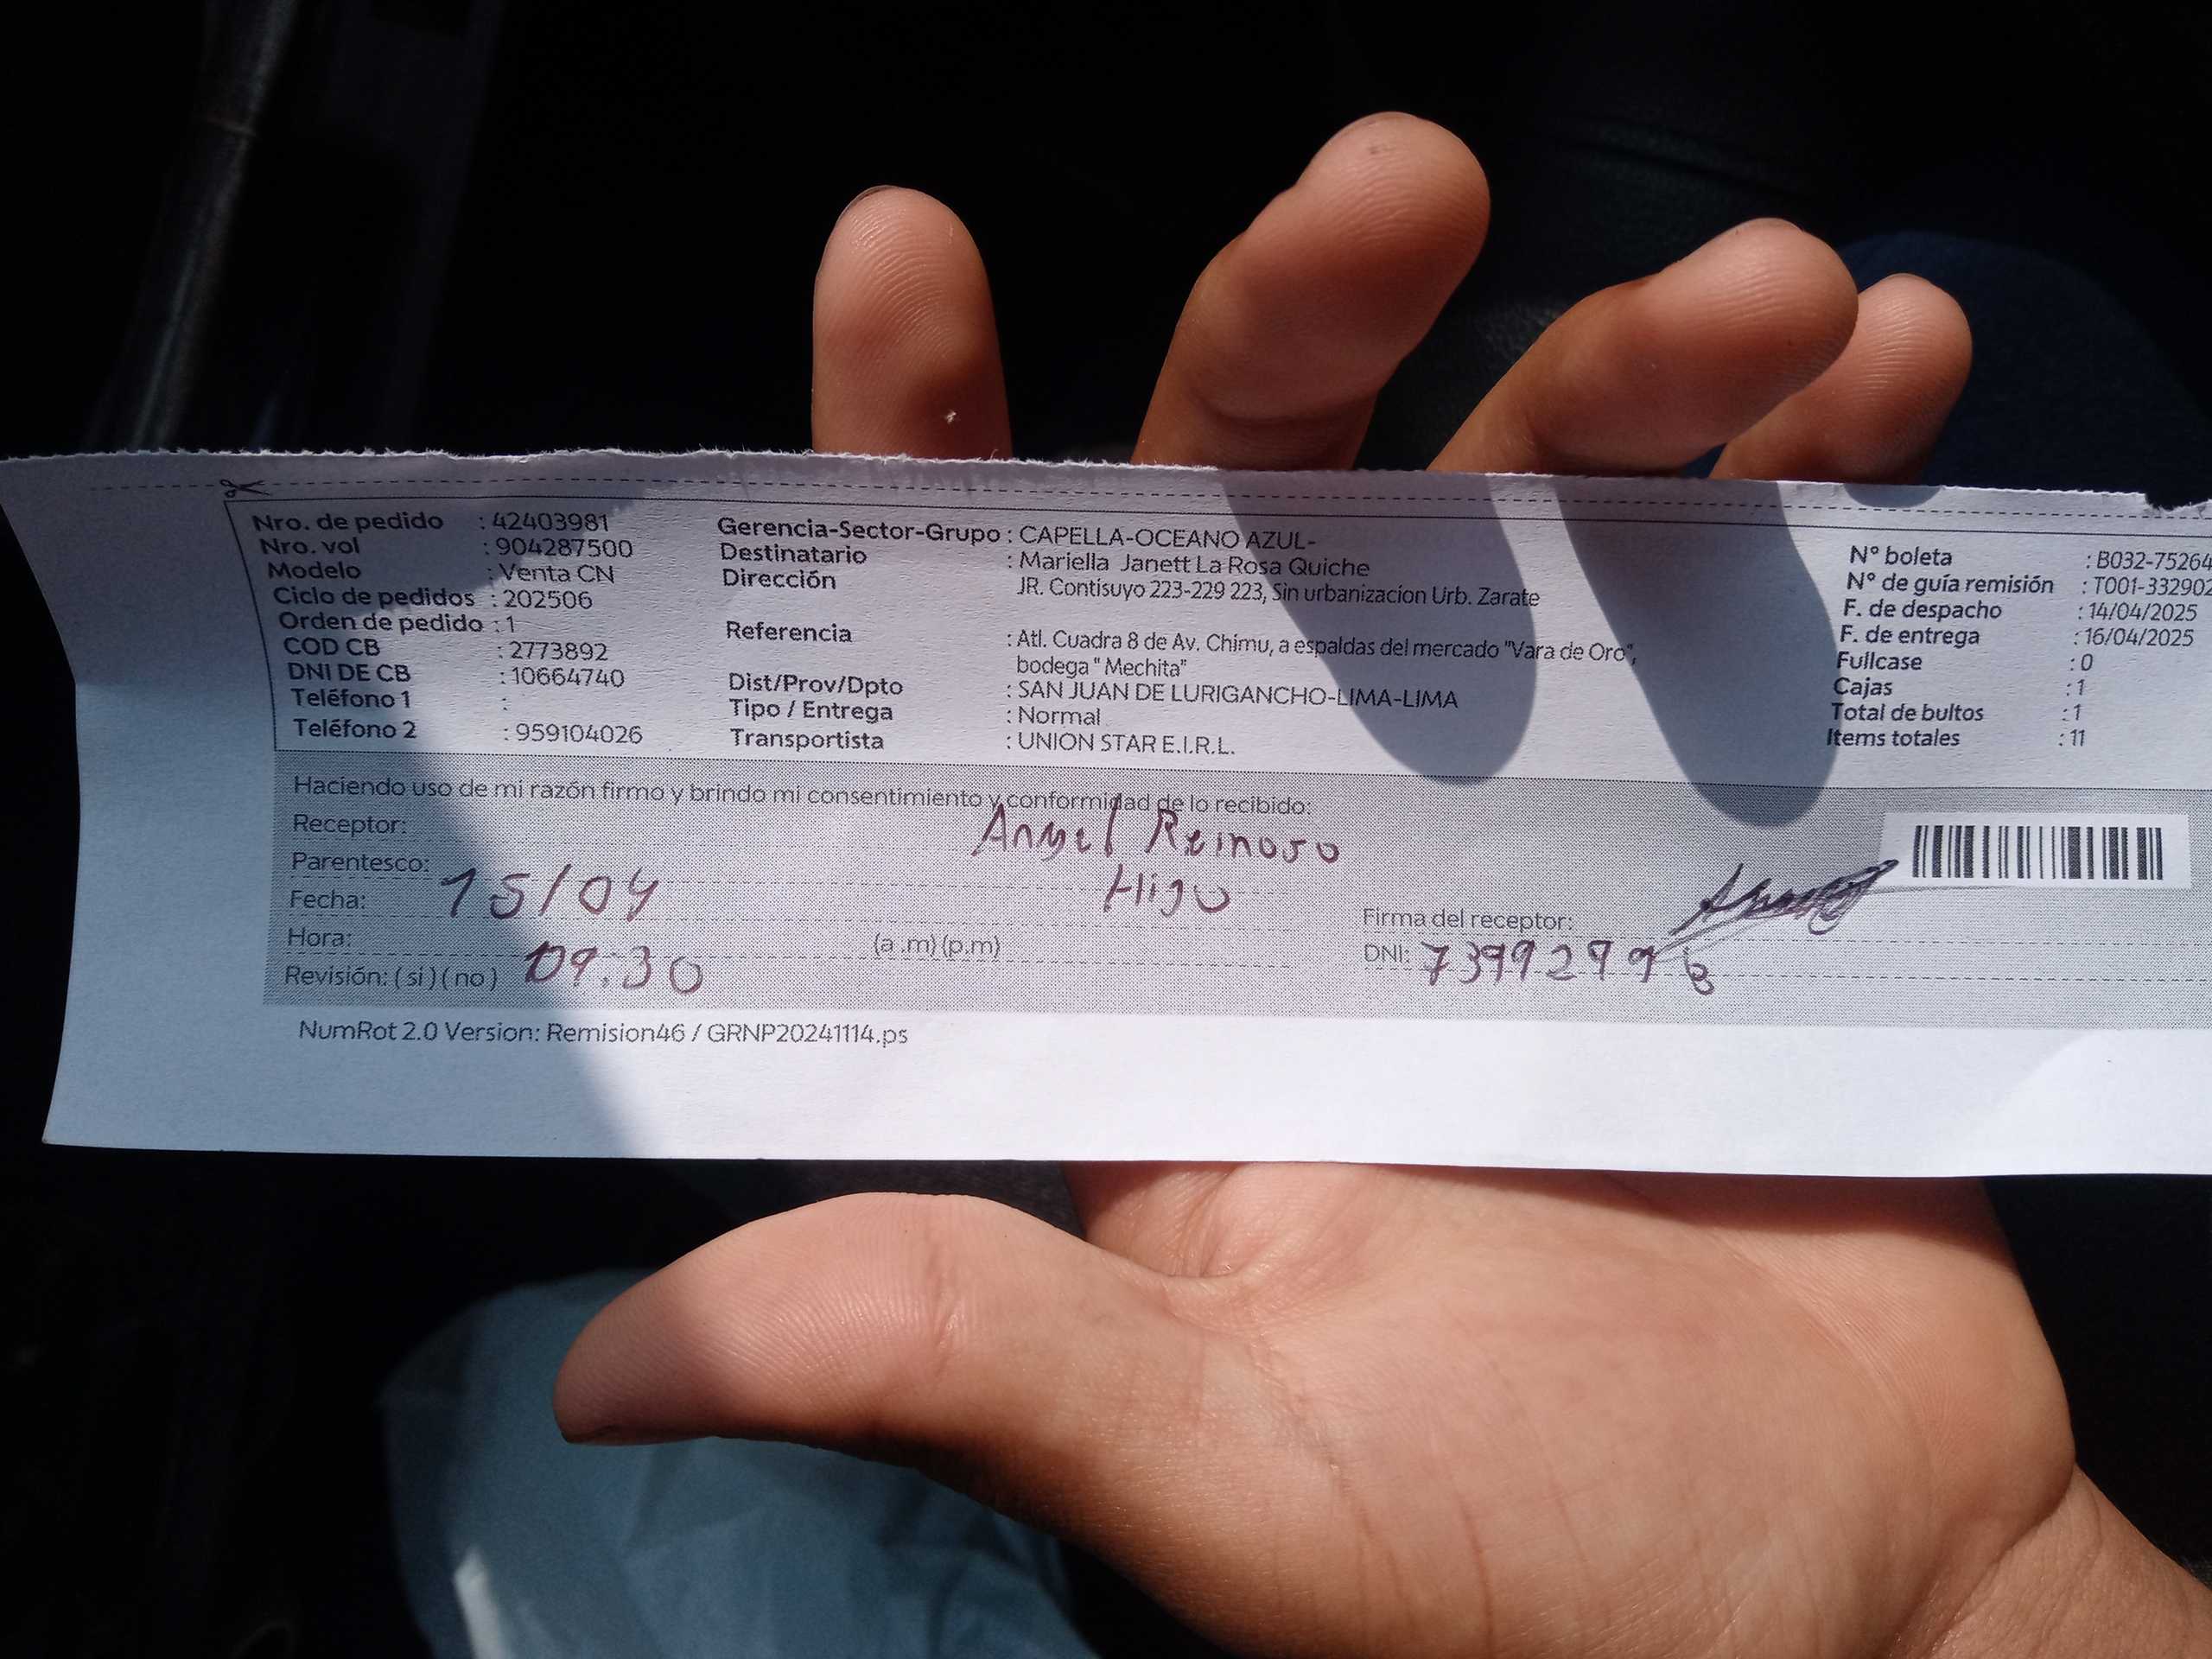 Nro. de pedido : 42403981
Nro. vol : 904287500
Modelo : Venta CN
Ciclo de pedidos : 202506
Orden de pedido : 1
COD CB : 2773892
DNI DE CB : 10664740
Teléfono 1 :
Teléfono 2 : 959104026
Gerencia-Sector-Grupo : CAPELLA-OCEANO AZUL-
Destinatario : Mariella Janett La Rosa Quiche
Dirección JR. Contisuyo 223-229 223, Sin urbanizacion Urb. Zarate
Referencia : Atl. Cuadra 8 de Av. Chimu, a espaldas del mercado "Vara de Oro",
bodega " Mechita"
Dist/Prov/Dpto : SAN JUAN DE LURIGANCHO-LIMA-LIMA
Tipo / Entrega : Normal
Transportista : UNION STAR E.I.R.L.
N° boleta : B032-75264
N° de guía remisión : T001-332902
F. de despacho : 14/04/2025
F. de entrega : 16/04/2025
Fullcase : 0
Cajas : 1
Total de bultos : 1
Items totales : 11
Haciendo uso de mi razón firmo y brindo mi consentimiento y conformidad de lo recibido:
Receptor: Angel Reinoso
Parentesco: Higo
Fecha: 15/04
Hora: 09:30 (a .m) (p.m)
Revisión: ( si ) ( no )
Firma del receptor:
DNI: 7399299
NumRot 2.0 Version: Remision46 / GRNP20241114.ps